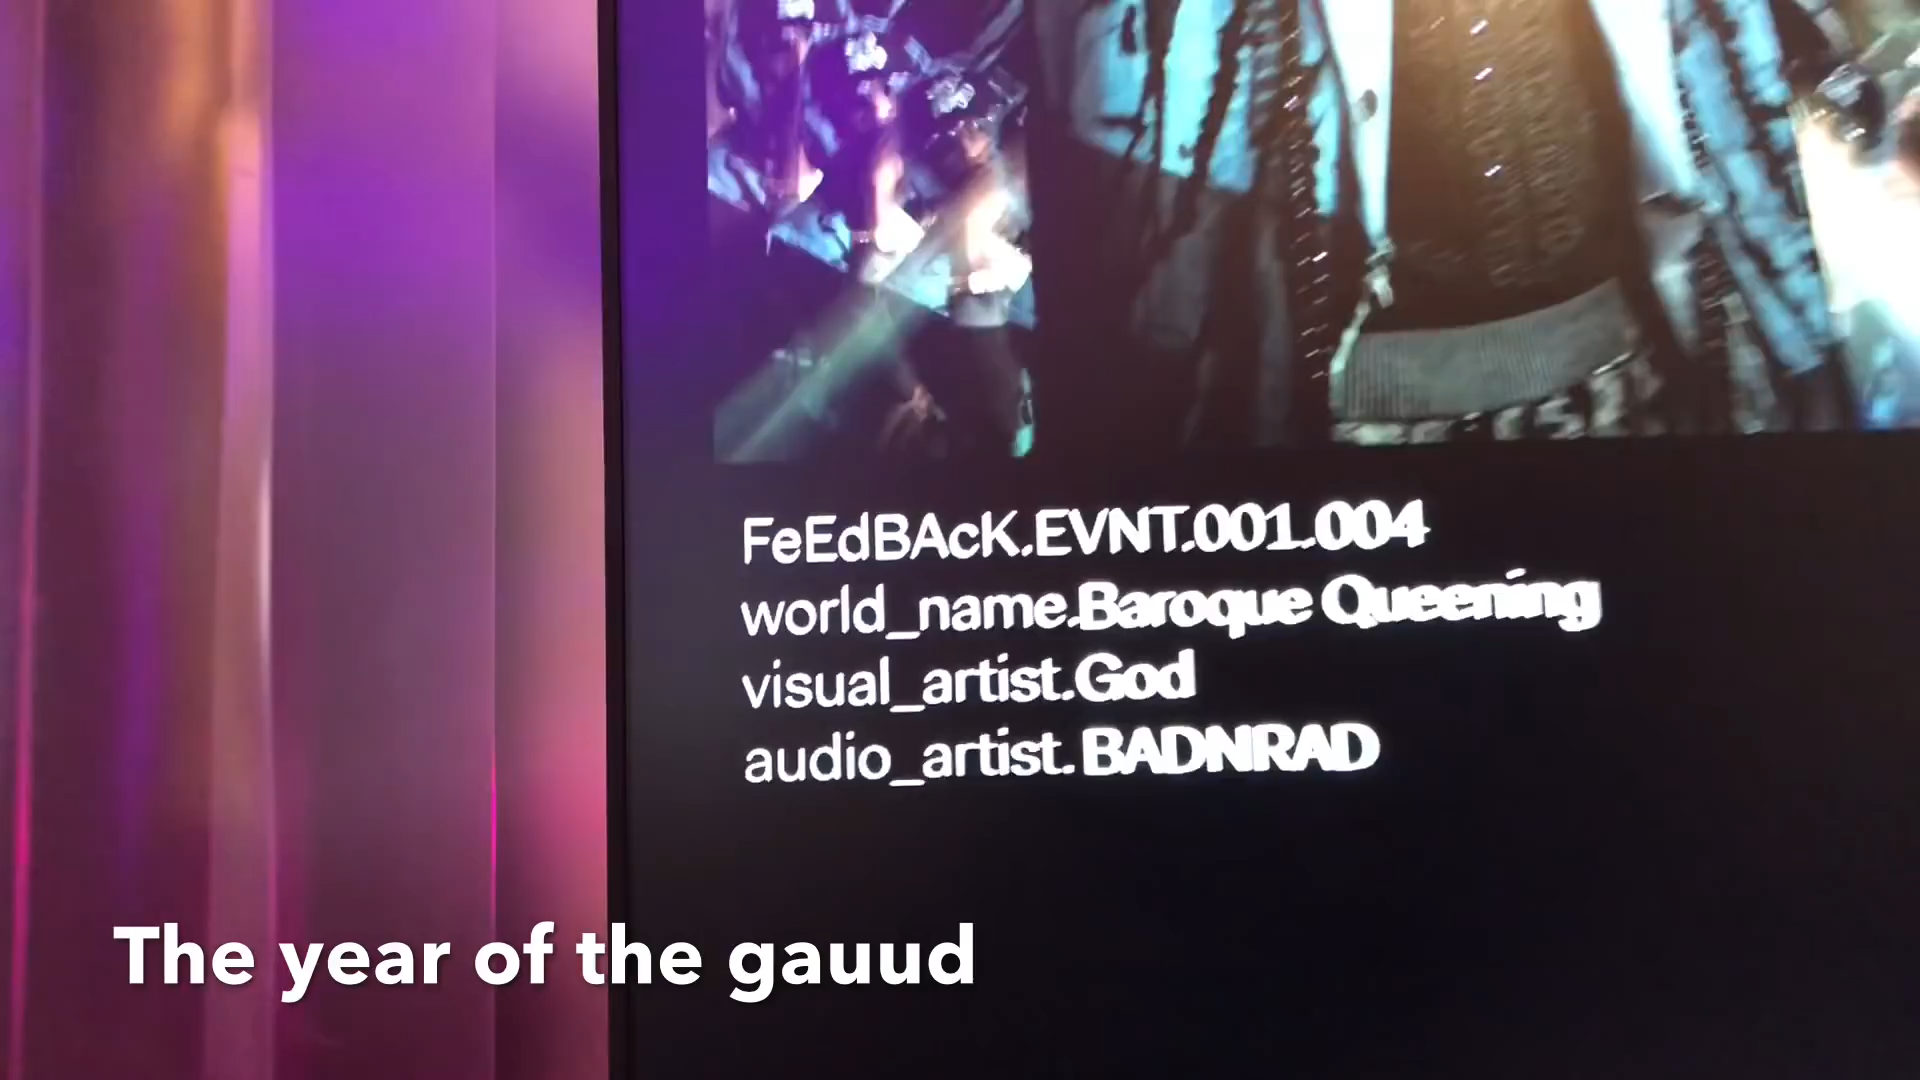 FeEdBAcK.EVNT.001.004
world_name.Baroque Queening
visual_artist.God
audio_artist. BADNRAD
The year of the gauud